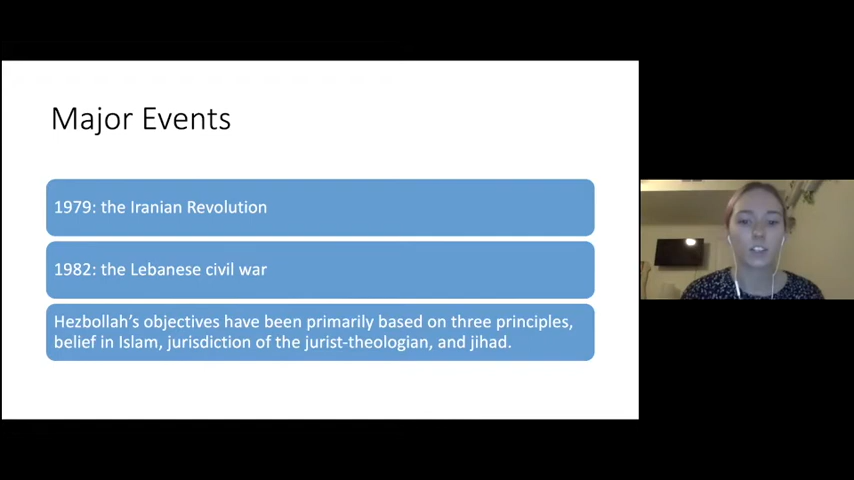 Major Events
1979: the Iranian Revolution
1982: the Lebanese civil war
Hezbollah’s objectives have been primarily based on three principles,
belief in Islam, jurisdiction of the jurist-theologian, and jihad.